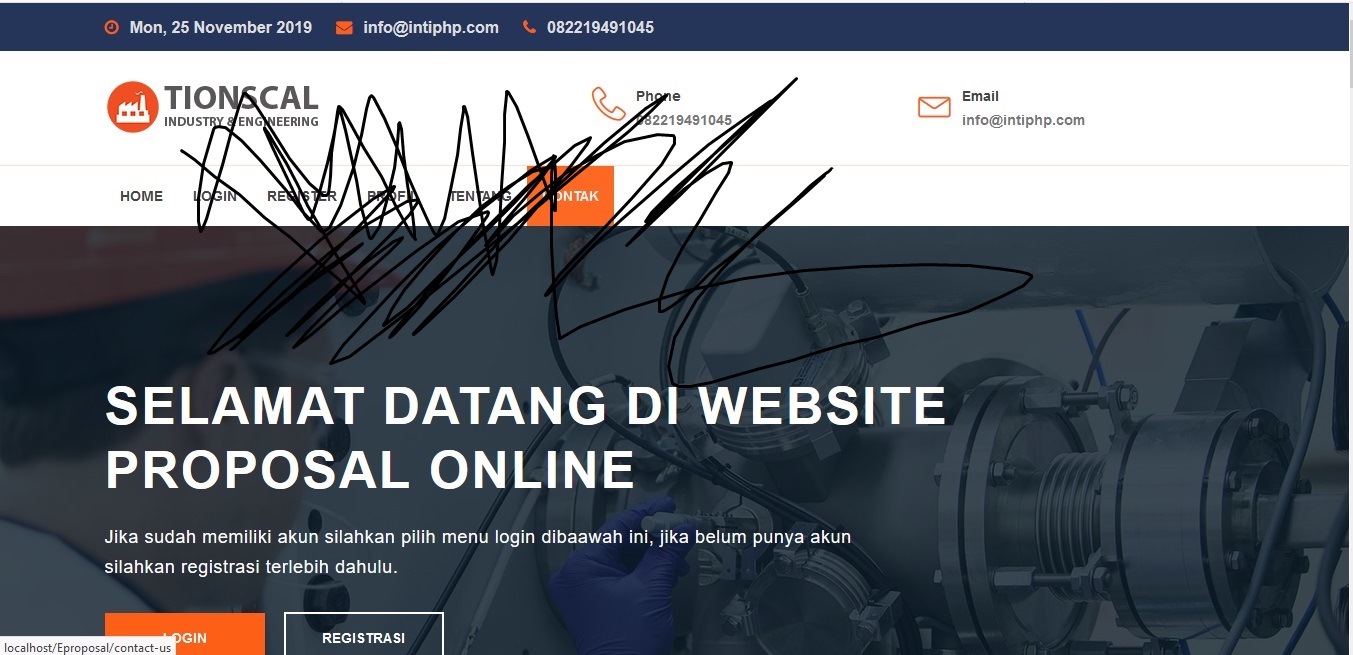 Mon, 25 November 2019 info@intiphp.com 082219491045
TIONSCAL
INDUSTRY & ENGINEERING
Phone
082219491045
Email
info@intiphp.com
HOME LOGIN REGISTER PROFIL TENTANG KONTAK
SELAMAT DATANG DI WEBSITE
PROPOSAL ONLINE
Jika sudah memiliki akun silahkan pilih menu login dibaawah ini, jika belum punya akun
silahkan registrasi terlebih dahulu.
LOGIN REGISTRASI
localhost/Eproposal/contact-us